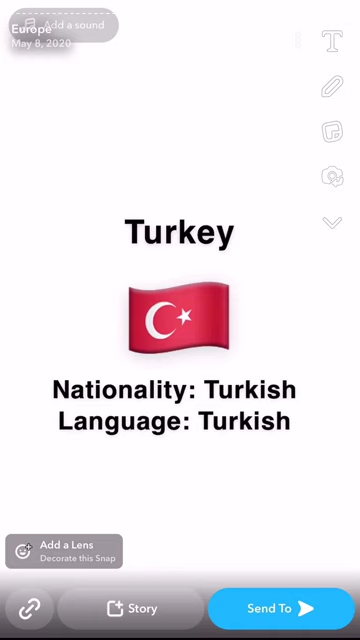 Add a sound
Europe
May 8, 2020
T
Turkey
Nationality: Turkish
Language: Turkish
Add a Lens
Decorate this Snap
Story
Send To